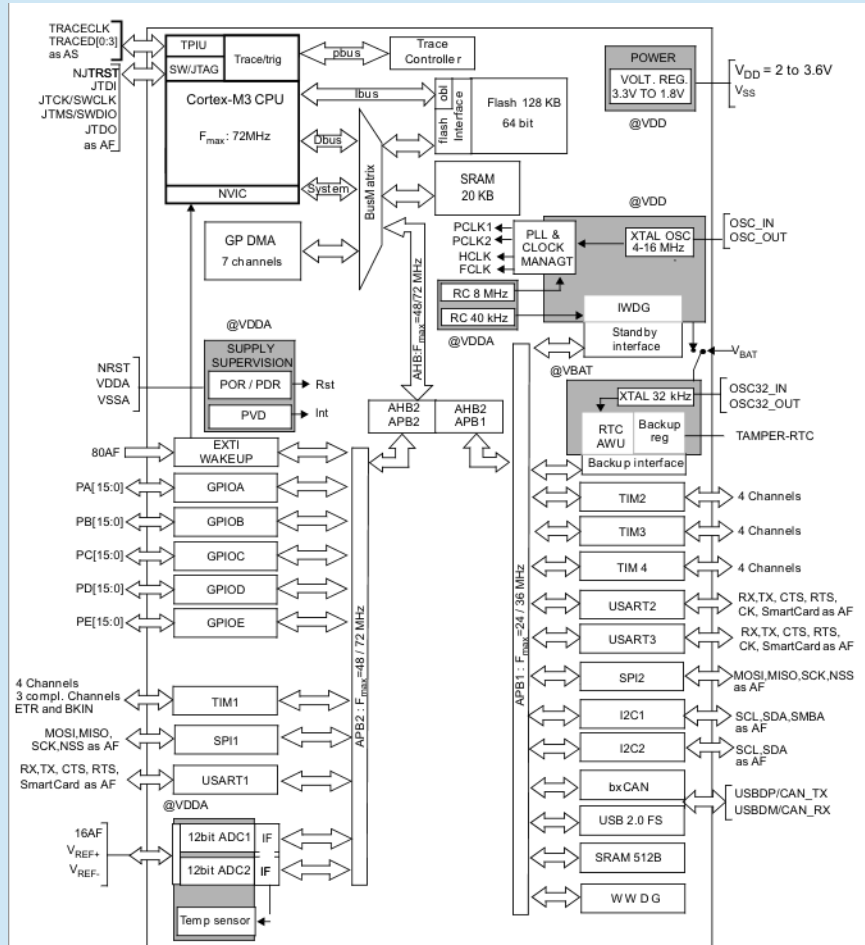 TRACECLK
TRACED[0:3]
as AS
NJTRST
JTDI
JTCK/SWCLK
JTMS/SWDIO
JTDO
as AF
TPIU
SW/JTAG
Trace/trig
Cortex-M3 CPU
Fmax: 72MHz
NVIC
pbus
Trace
Controller
Ibus
Dbus
System
BusMatrix
flash obl
Interface
Flash 128 KB
64 bit
SRAM
20 KB
POWER
VOLT. REG.
3.3V TO 1.8V
@VDD
VDD = 2 to 3.6V
VSS
GP DMA
7 channels
AHB:Fmax=48/72 MHz
@VDD
PCLK1
PCLK2
HCLK
FCLK
PLL &
CLOCK
MANAGT
XTAL OSC
4-16 MHz
OSC_IN
OSC_OUT
RC 8 MHz
RC 40 kHz
@VDDA
IWDG
Standby
interface
@VBAT
VBAT
XTAL 32 kHz
OSC32_IN
OSC32_OUT
RTC
AWU
Backup
reg
TAMPER-RTC
Backup interface
@VDDA
SUPPLY
SUPERVISION
NRST
VDDA
VSSA
POR / PDR
Rst
PVD
Int
AHB2
APB2
AHB2
APB1
80AF
EXTI
WAKEUP
PA[15:0]
GPIOA
PB[15:0]
GPIOB
PC[15:0]
GPIOC
PD[15:0]
GPIOD
PE[15:0]
GPIOE
4 Channels
3 compl. Channels
ETR and BKIN
TIM1
MOSI,MISO,
SCK,NSS as AF
SPI1
RX,TX, CTS, RTS,
SmartCard as AF
USART1
@VDDA
16AF
VREF+
VREF-
12bit ADC1 IF
12bit ADC2 IF
Temp sensor
APB2 : Fmax=48 / 72 MHz
APB1 : Fmax=24 / 36 MHz
TIM2
4 Channels
TIM3
4 Channels
TIM 4
4 Channels
USART2
RX,TX, CTS, RTS,
CK, SmartCard as AF
USART3
RX,TX, CTS, RTS,
CK, SmartCard as AF
SPI2
MOSI,MISO,SCK,NSS
as AF
I2C1
SCL,SDA,SMBA
as AF
I2C2
SCL,SDA
as AF
bxCAN
USBDP/CAN_TX
USBDM/CAN_RX
USB 2.0 FS
SRAM 512B
WWDG